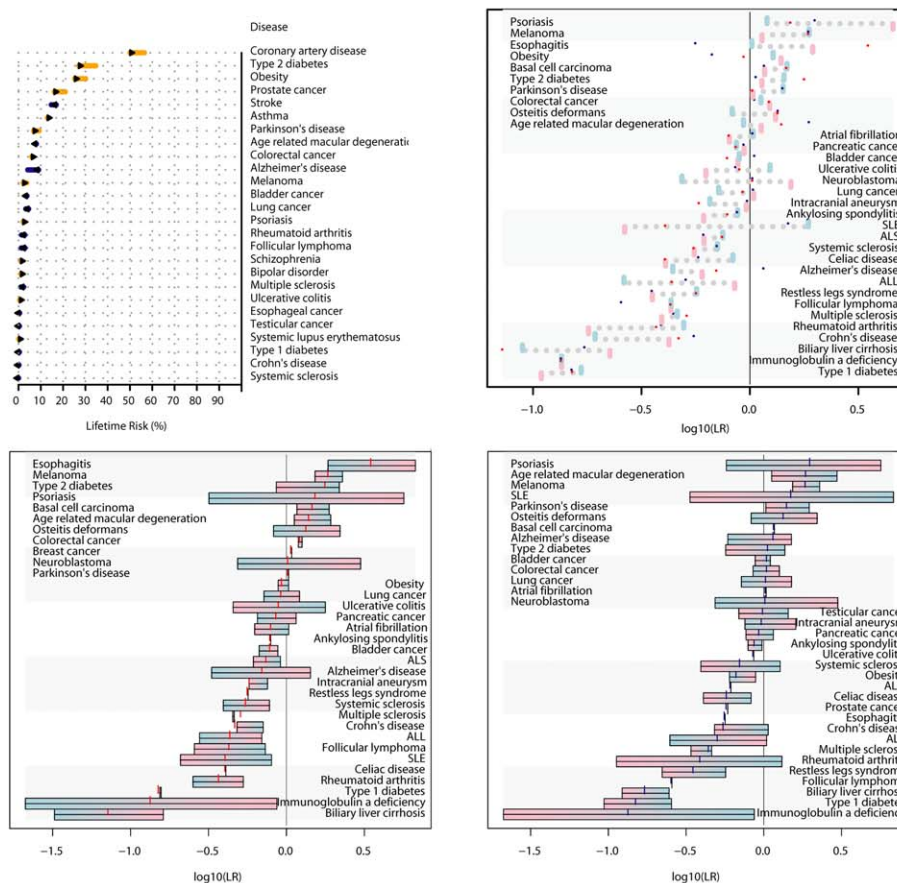 Disease
Coronary artery disease
Type 2 diabetes
Obesity
Prostate cancer
Stroke
Asthma
Parkinson's disease
Age related macular degeneratic
Colorectal cancer
Alzheimer's disease
Melanoma
Bladder cancer
Lung cancer
Psoriasis
Rheumatoid arthritis
Follicular lymphoma
Schizophrenia
Bipolar disorder
Multiple sclerosis
Ulcerative colitis
Esophageal cancer
Testicular cancer
Systemic lupus erythematosus
Type 1 diabetes
Crohn's disease
Systemic sclerosis
0 10 20 30 40 50 60 70 80 90
Lifetime Risk (%)
Psoriasis
Melanoma
Esophagitis
Obesity
Basal cell carcinoma
Type 2 diabetes
Parkinson's disease
Colorectal cancer
Osteitis deformans
Age related macular degeneration
Atrial fibrillation
Pancreatic cancer
Bladder cancer
Ulcerative coliti
Neuroblastoma
Lung cancer
Intracranial aneurysm
Ankylosing spondylitis
SLE
ALS
Systemic sclerosis
Celiac disease
Alzheimer's disease
ALL
Restless legs syndrome
Follicular lymphoma
Multiple sclerosis
Rheumatoid arthritis
Crohn's disease
Biliary liver cirrhosis
Immunoglobulin a deficiency
Type 1 diabetes
−1.0 −0.5 0.0 0.5
log10(LR)
Esophagitis
Melanoma
Type 2 diabetes
Psoriasis
Basal cell carcinoma
Age related macular degeneration
Osteitis deformans
Colorectal cancer
Breast cancer
Neuroblastoma
Parkinson's disease
Obesity
Lung cancer
Ulcerative colitis
Pancreatic cancer
Atrial fibrillation
Ankylosing spondylitis
Bladder cancer
ALS
Alzheimer's disease
Intracranial aneurysm
Restless legs syndrome
Systemic sclerosis
Multiple sclerosis
Crohn's disease
ALL
Follicular lymphoma
SLE
Celiac disease
Rheumatoid arthritis
Type 1 diabetes
Immunoglobulin a deficiency
Biliary liver cirrhosis
−1.5 −1.0 −0.5 0.0 0.5
log10(LR)
Psoriasis
Age related macular degeneration
Melanoma
SLE
Parkinson's disease
Osteitis deformans
Basal cell carcinoma
Alzheimer's disease
Type 2 diabetes
Bladder cancer
Colorectal cancer
Lung cancer
Atrial fibrillation
Neuroblastoma
Testicular cance
Intracranial aneurysm
Pancreatic cance
Ankylosing spondyliti
Ulcerative coliti
Systemic scleros
Obesit
AL
Celiac diseas
Prostate cance
Esophagiti
Crohn's diseas
AL
Multiple scleros
Rheumatoid arthriti
Restless legs syndrom
Follicular lymphom
Biliary liver cirrhosi
Type 1 diabete
Immunoglobulin a deficienc
−1.5 −1.0 −0.5 0.0 0.5
log10(LR)